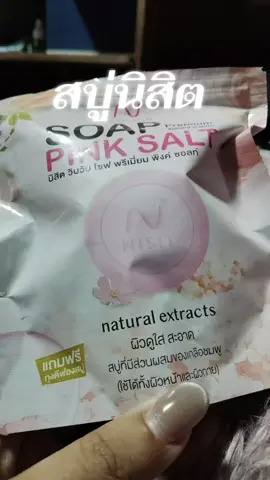 สบู่นิสิต
SOAP
Premium
PINK SALT
นิสิต วินวิน โซฟ พรีเมี่ยม พิงค์ ซอลท์
NISIT
natural extracts
ผิวดูใส สะอาด
สบู่ที่มีส่วนผสมของเกลือชมพู
(ใช้ได้ทั้งผิวหน้าและผิวกาย)
แถมฟรี
ถุงตีฟองสบู่